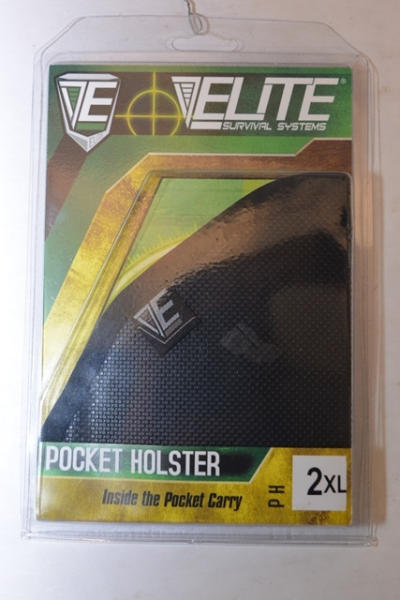 E
ELITE®
SURVIVAL SYSTEMS
E
POCKET HOLSTER
Inside the Pocket Carry
PH
2XL